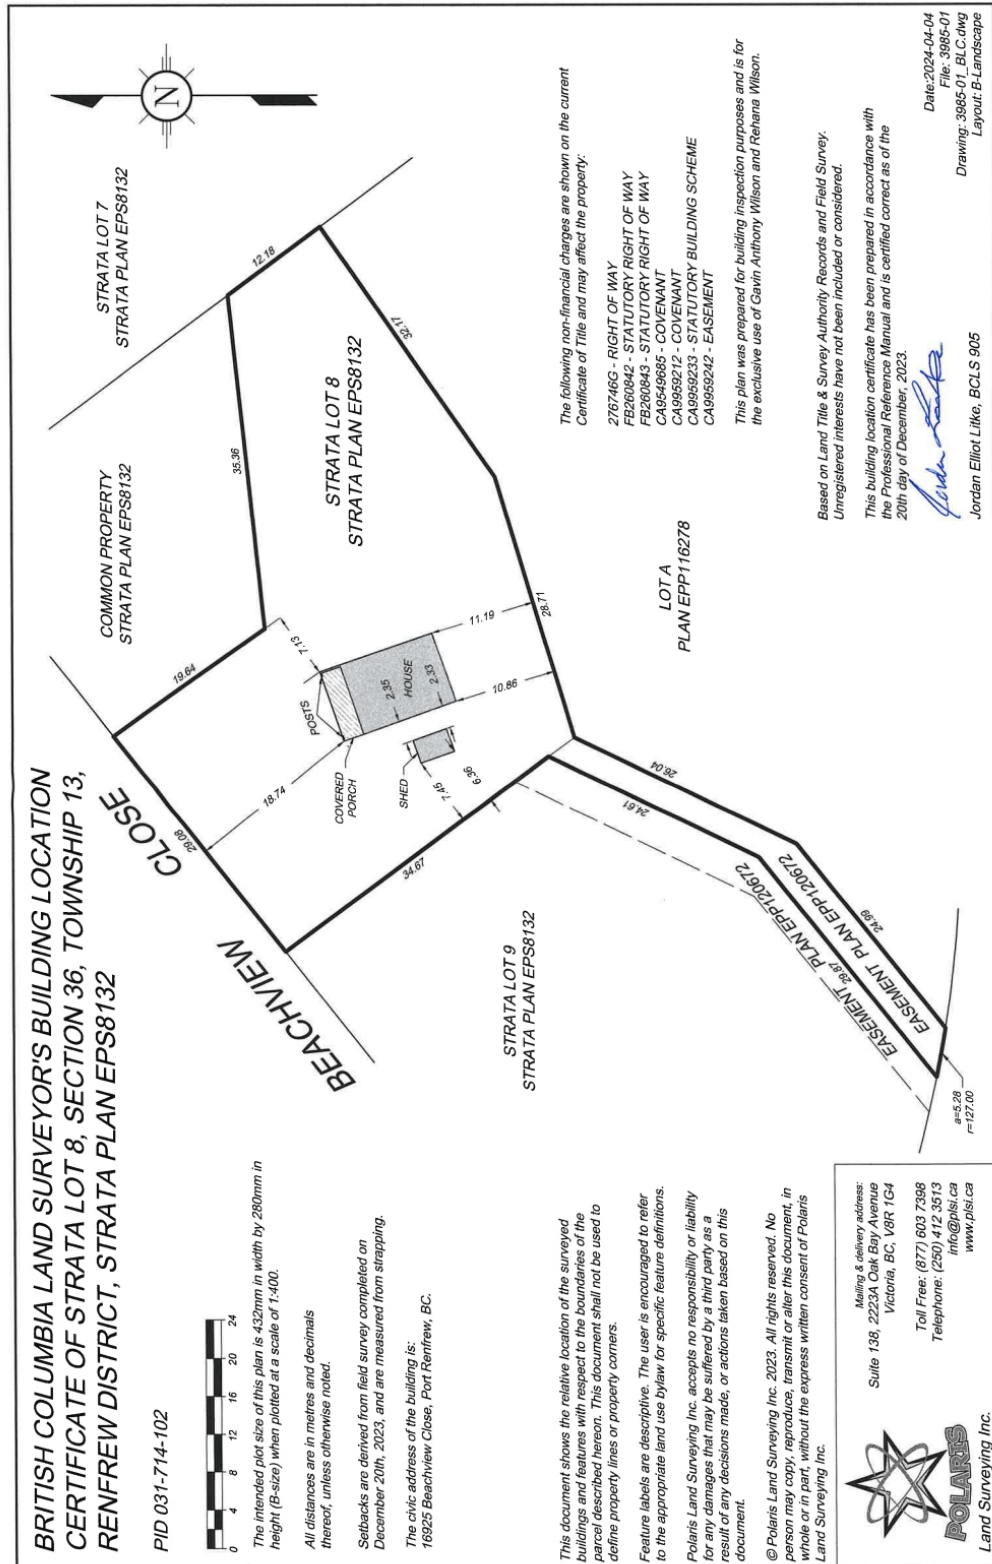 BRITISH COLUMBIA LAND SURVEYOR'S BUILDING LOCATION
CERTIFICATE OF STRATA LOT 8, SECTION 36, TOWNSHIP 13,
RENFREW DISTRICT, STRATA PLAN EPS8132
PID 031-714-102
0 4 8 12 16 20 24
The intended plot size of this plan is 432mm in width by 280mm in
height (B-size) when plotted at a scale of 1:400.
All distances are in metres and decimals
thereof, unless otherwise noted.
Setbacks are derived from field survey completed on
December 20th, 2023, and are measured from strapping.
The civic address of the building is:
16925 Beachview Close, Port Renfrew, BC.
BEACHVIEW CLOSE
COMMON PROPERTY
STRATA PLAN EPS8132
STRATA LOT 7
STRATA PLAN EPS8132
N
29.08
19.64
35.36
12.18
32.17
28.71
26.04
24.99
24.61
29.87
34.67
18.74
7.13
11.19
10.86
2.35
2.33
7.45
6.36
POSTS
COVERED
PORCH
HOUSE
SHED
STRATA LOT 8
STRATA PLAN EPS8132
STRATA LOT 9
STRATA PLAN EPS8132
LOT A
PLAN EPP116278
EASEMENT PLAN EPP120672
EASEMENT PLAN EPP120672
a=5.28
r=127.00
This document shows the relative location of the surveyed
buildings and features with respect to the boundaries of the
parcel described hereon. This document shall not be used to
define property lines or property corners.
Feature labels are descriptive. The user is encouraged to refer
to the appropriate land use bylaw for specific feature definitions.
Polaris Land Surveying Inc. accepts no responsibility or liability
for any damages that may be suffered by a third party as a
result of any decisions made, or actions taken based on this
document.
© Polaris Land Surveying Inc. 2023. All rights reserved. No
person may copy, reproduce, transmit or alter this document, in
whole or in part, without the express written consent of Polaris
Land Surveying Inc.
POLARIS
Land Surveying Inc.
Mailing & delivery address:
Suite 138, 2223A Oak Bay Avenue
Victoria, BC, V8R 1G4
Toll Free: (877) 603 7398
Telephone: (250) 412 3513
info@plsi.ca
www.plsi.ca
The following non-financial charges are shown on the current
Certificate of Title and may affect the property:
276746G - RIGHT OF WAY
FB260842 - STATUTORY RIGHT OF WAY
FB260843 - STATUTORY RIGHT OF WAY
CA9549685 - COVENANT
CA9959212 - COVENANT
CA9959233 - STATUTORY BUILDING SCHEME
CA9959242 - EASEMENT
This plan was prepared for building inspection purposes and is for
the exclusive use of Gavin Anthony Wilson and Rehana Wilson.
Based on Land Title & Survey Authority Records and Field Survey.
Unregistered interests have not been included or considered.
This building location certificate has been prepared in accordance with
the Professional Reference Manual and is certified correct as of the
20th day of December, 2023.
Jordan Elliot Litke, BCLS 905
Date:2024-04-04
File: 3985-01
Drawing: 3985-01_BLC.dwg
Layout: B-Landscape